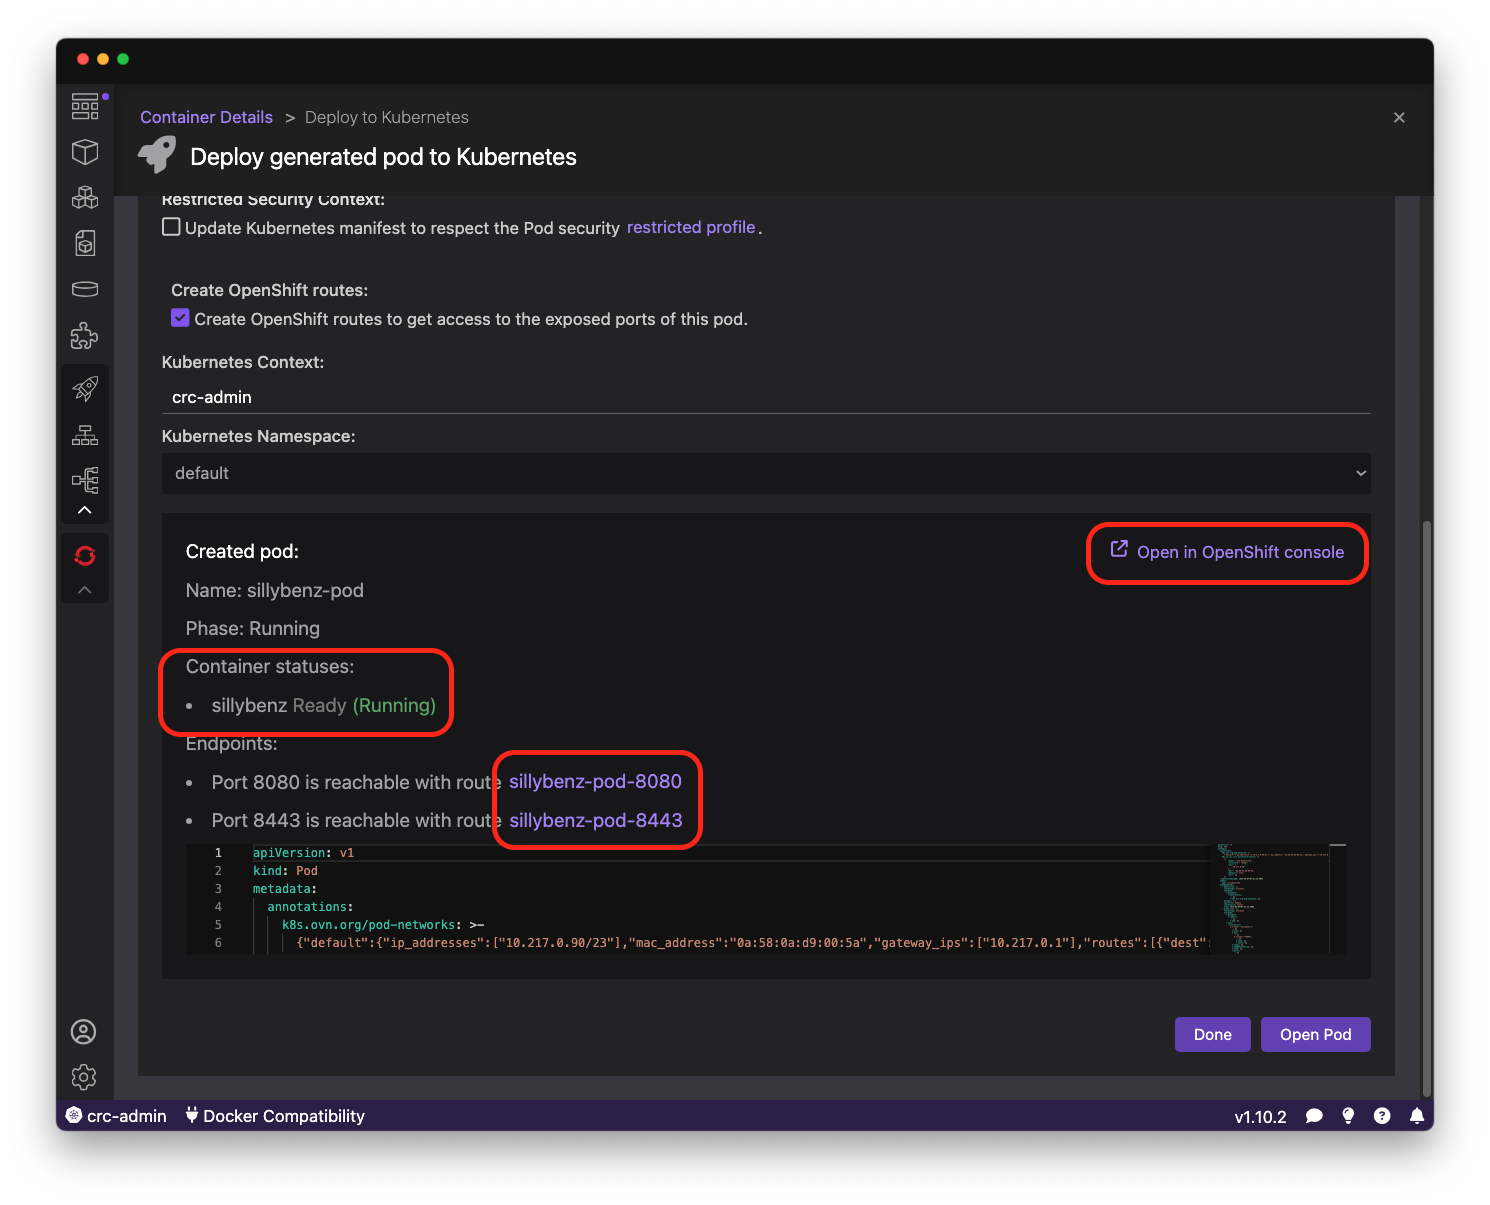 Container Details > Deploy to Kubernetes
Deploy generated pod to Kubernetes
Restricted Security Context:
Update Kubernetes manifest to respect the Pod security restricted profile.
Create OpenShift routes:
Create OpenShift routes to get access to the exposed ports of this pod.
Kubernetes Context:
crc-admin
Kubernetes Namespace:
default
Created pod:
Open in OpenShift console
Name: sillybenz-pod
Phase: Running
Container statuses:
• sillybenz Ready (Running)
Endpoints:
• Port 8080 is reachable with route sillybenz-pod-8080
• Port 8443 is reachable with route sillybenz-pod-8443
1 apiVersion: v1
2 kind: Pod
3 metadata:
4 annotations:
5 k8s.ovn.org/pod-networks: >-
6 {"default":{"ip_addresses":["10.217.0.90/23"],"mac_address":"0a:58:0a:d9:00:5a","gateway_ips":["10.217.0.1"],"routes":[{"dest":
Done
Open Pod
crc-admin
Docker Compatibility
v1.10.2